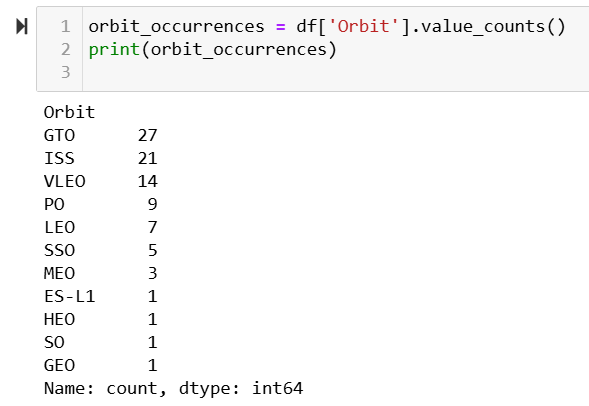 1 orbit_occurrences = df['Orbit'].value_counts()
2 print(orbit_occurrences)
3
Orbit
GTO 27
ISS 21
VLEO 14
PO 9
LEO 7
SSO 5
MEO 3
ES-L1 1
HEO 1
SO 1
GEO 1
Name: count, dtype: int64